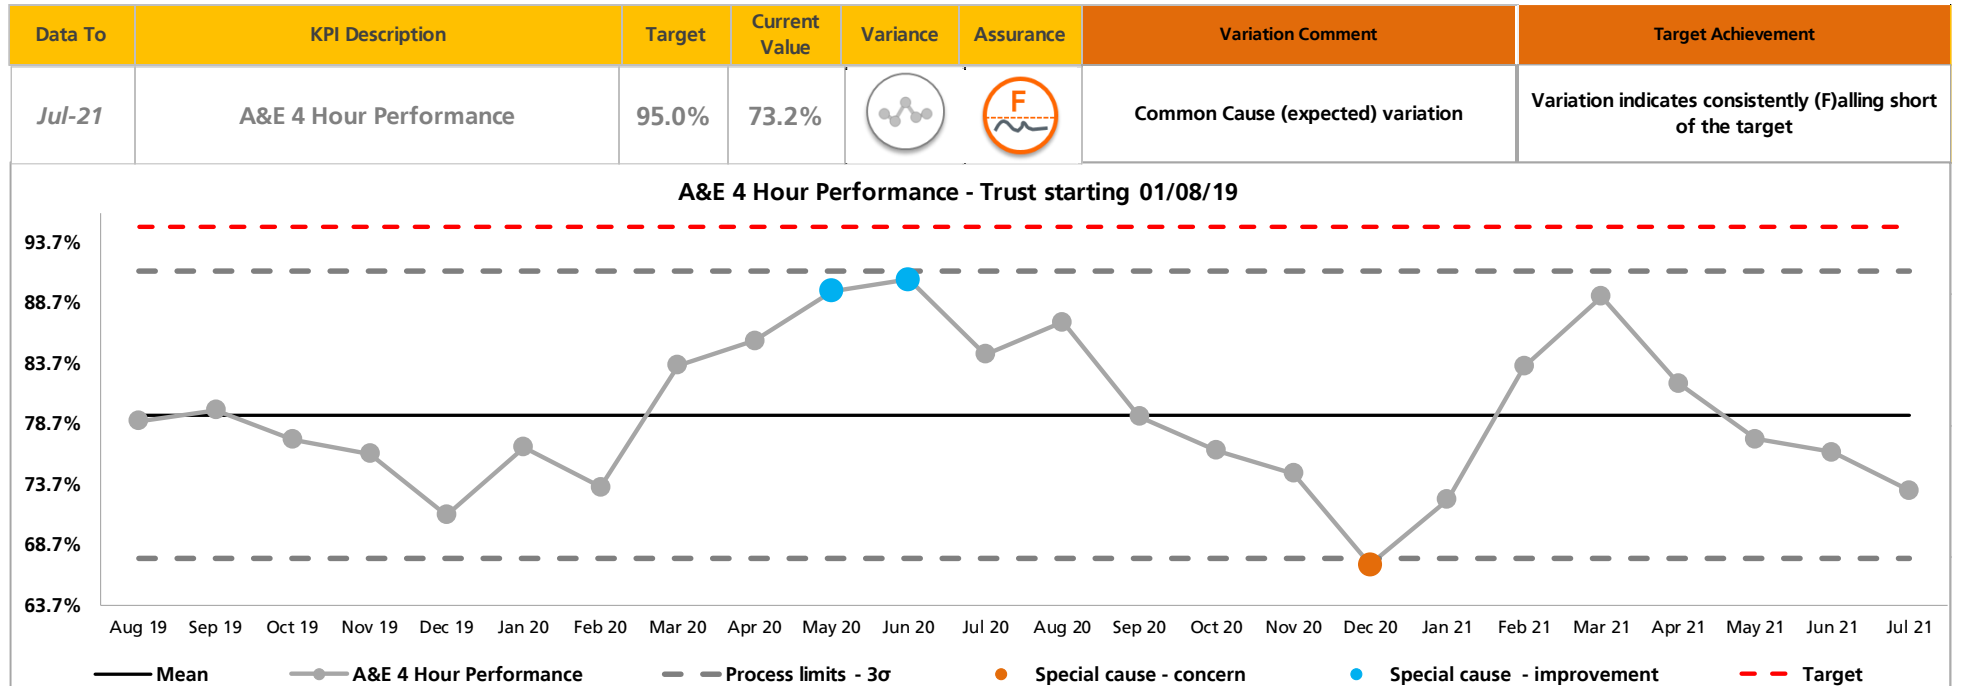 Data To
KPI Description
Target
Current
Value
Variance
Assurance
Variation Comment
Target Achievement
Jul-21
A&E 4 Hour Performance
95.0%
73.2%
F
Common Cause (expected) variation
Variation indicates consistently (F)alling short
of the target
A&E 4 Hour Performance - Trust starting 01/08/19
93.7%
88.7%
83.7%
78.7%
73.7%
68.7%
63.7%
Aug 19 Sep 19 Oct 19 Nov 19 Dec 19 Jan 20 Feb 20 Mar 20 Apr 20 May 20 Jun 20 Jul 20 Aug 20 Sep 20 Oct 20 Nov 20 Dec 20 Jan 21 Feb 21 Mar 21 Apr 21 May 21 Jun 21 Jul 21
Mean A&E 4 Hour Performance Process limits - 3σ Special cause - concern Special cause - improvement Target